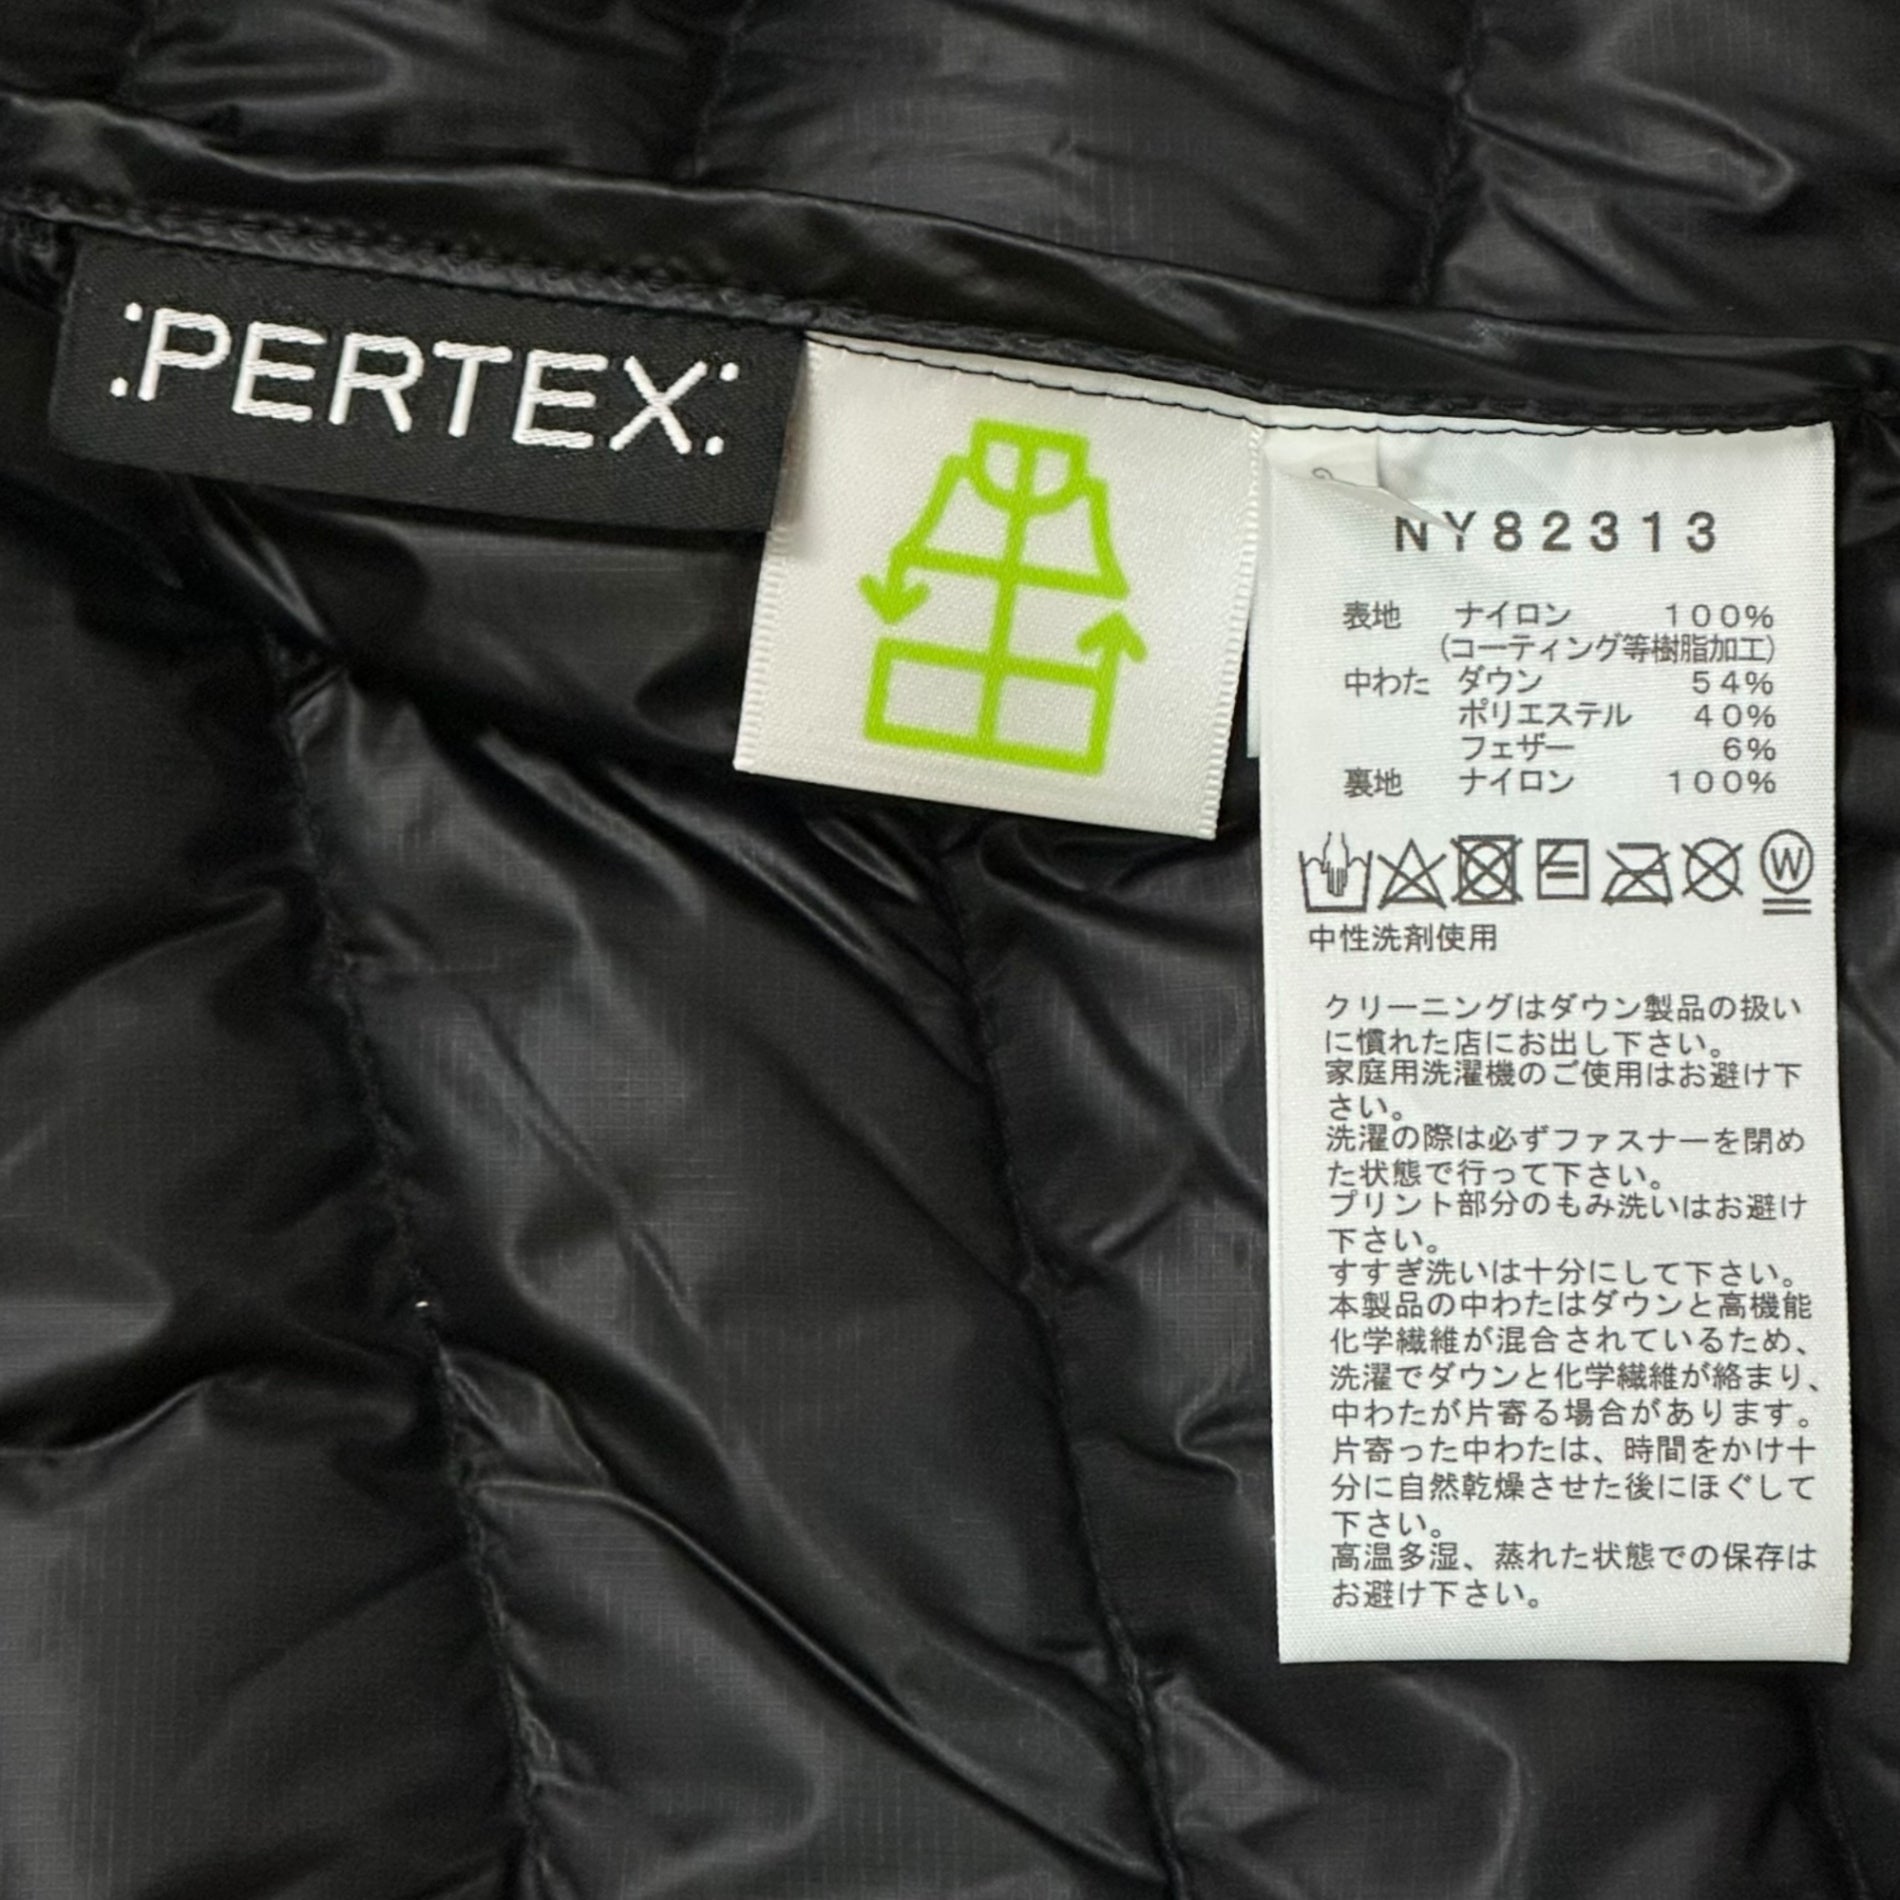 PERTEX
NY82313
表地 ナイロン 100%
(コーティング等樹脂加工)
中わた ダウン 54%
ポリエステル 40%
フェザー 6%
裏地 ナイロン 100%
W
中性洗剤使用
クリーニングはダウン製品の扱い
に慣れた店にお出し下さい。
家庭用洗濯機のご使用はお避け下
さい。
洗濯の際は必ずファスナーを閉め
た状態で行って下さい。
プリント部分のもみ洗いはお避け
下さい。
すすぎ洗いは十分にして下さい。
本製品の中わたはダウンと高機能
化学繊維が混合されているため、
洗濯でダウンと化学繊維が絡まり、
中わたが片寄る場合があります。
片寄った中わたは、時間をかけ十
分に自然乾燥させた後にほぐして
下さい。
高温多湿、蒸れた状態での保存は
お避け下さい。